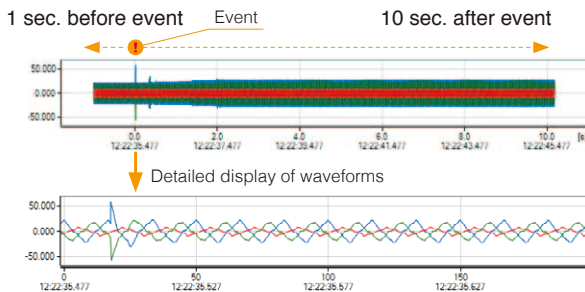 1 sec. before event Event 10 sec. after event
!
50.000
0.000
-50.000
0.0 2.0 4.0 6.0 8.0 10.0 [s]
12:22:35.477 12:22:37.477 12:22:39.477 12:22:41.477 12:22:43.477 12:22:45.477
Detailed display of waveforms
50.000
0.000
-50.000
0 50 100 150
12:22:35.477 12:22:35.527 12:22:35.577 12:22:35.627